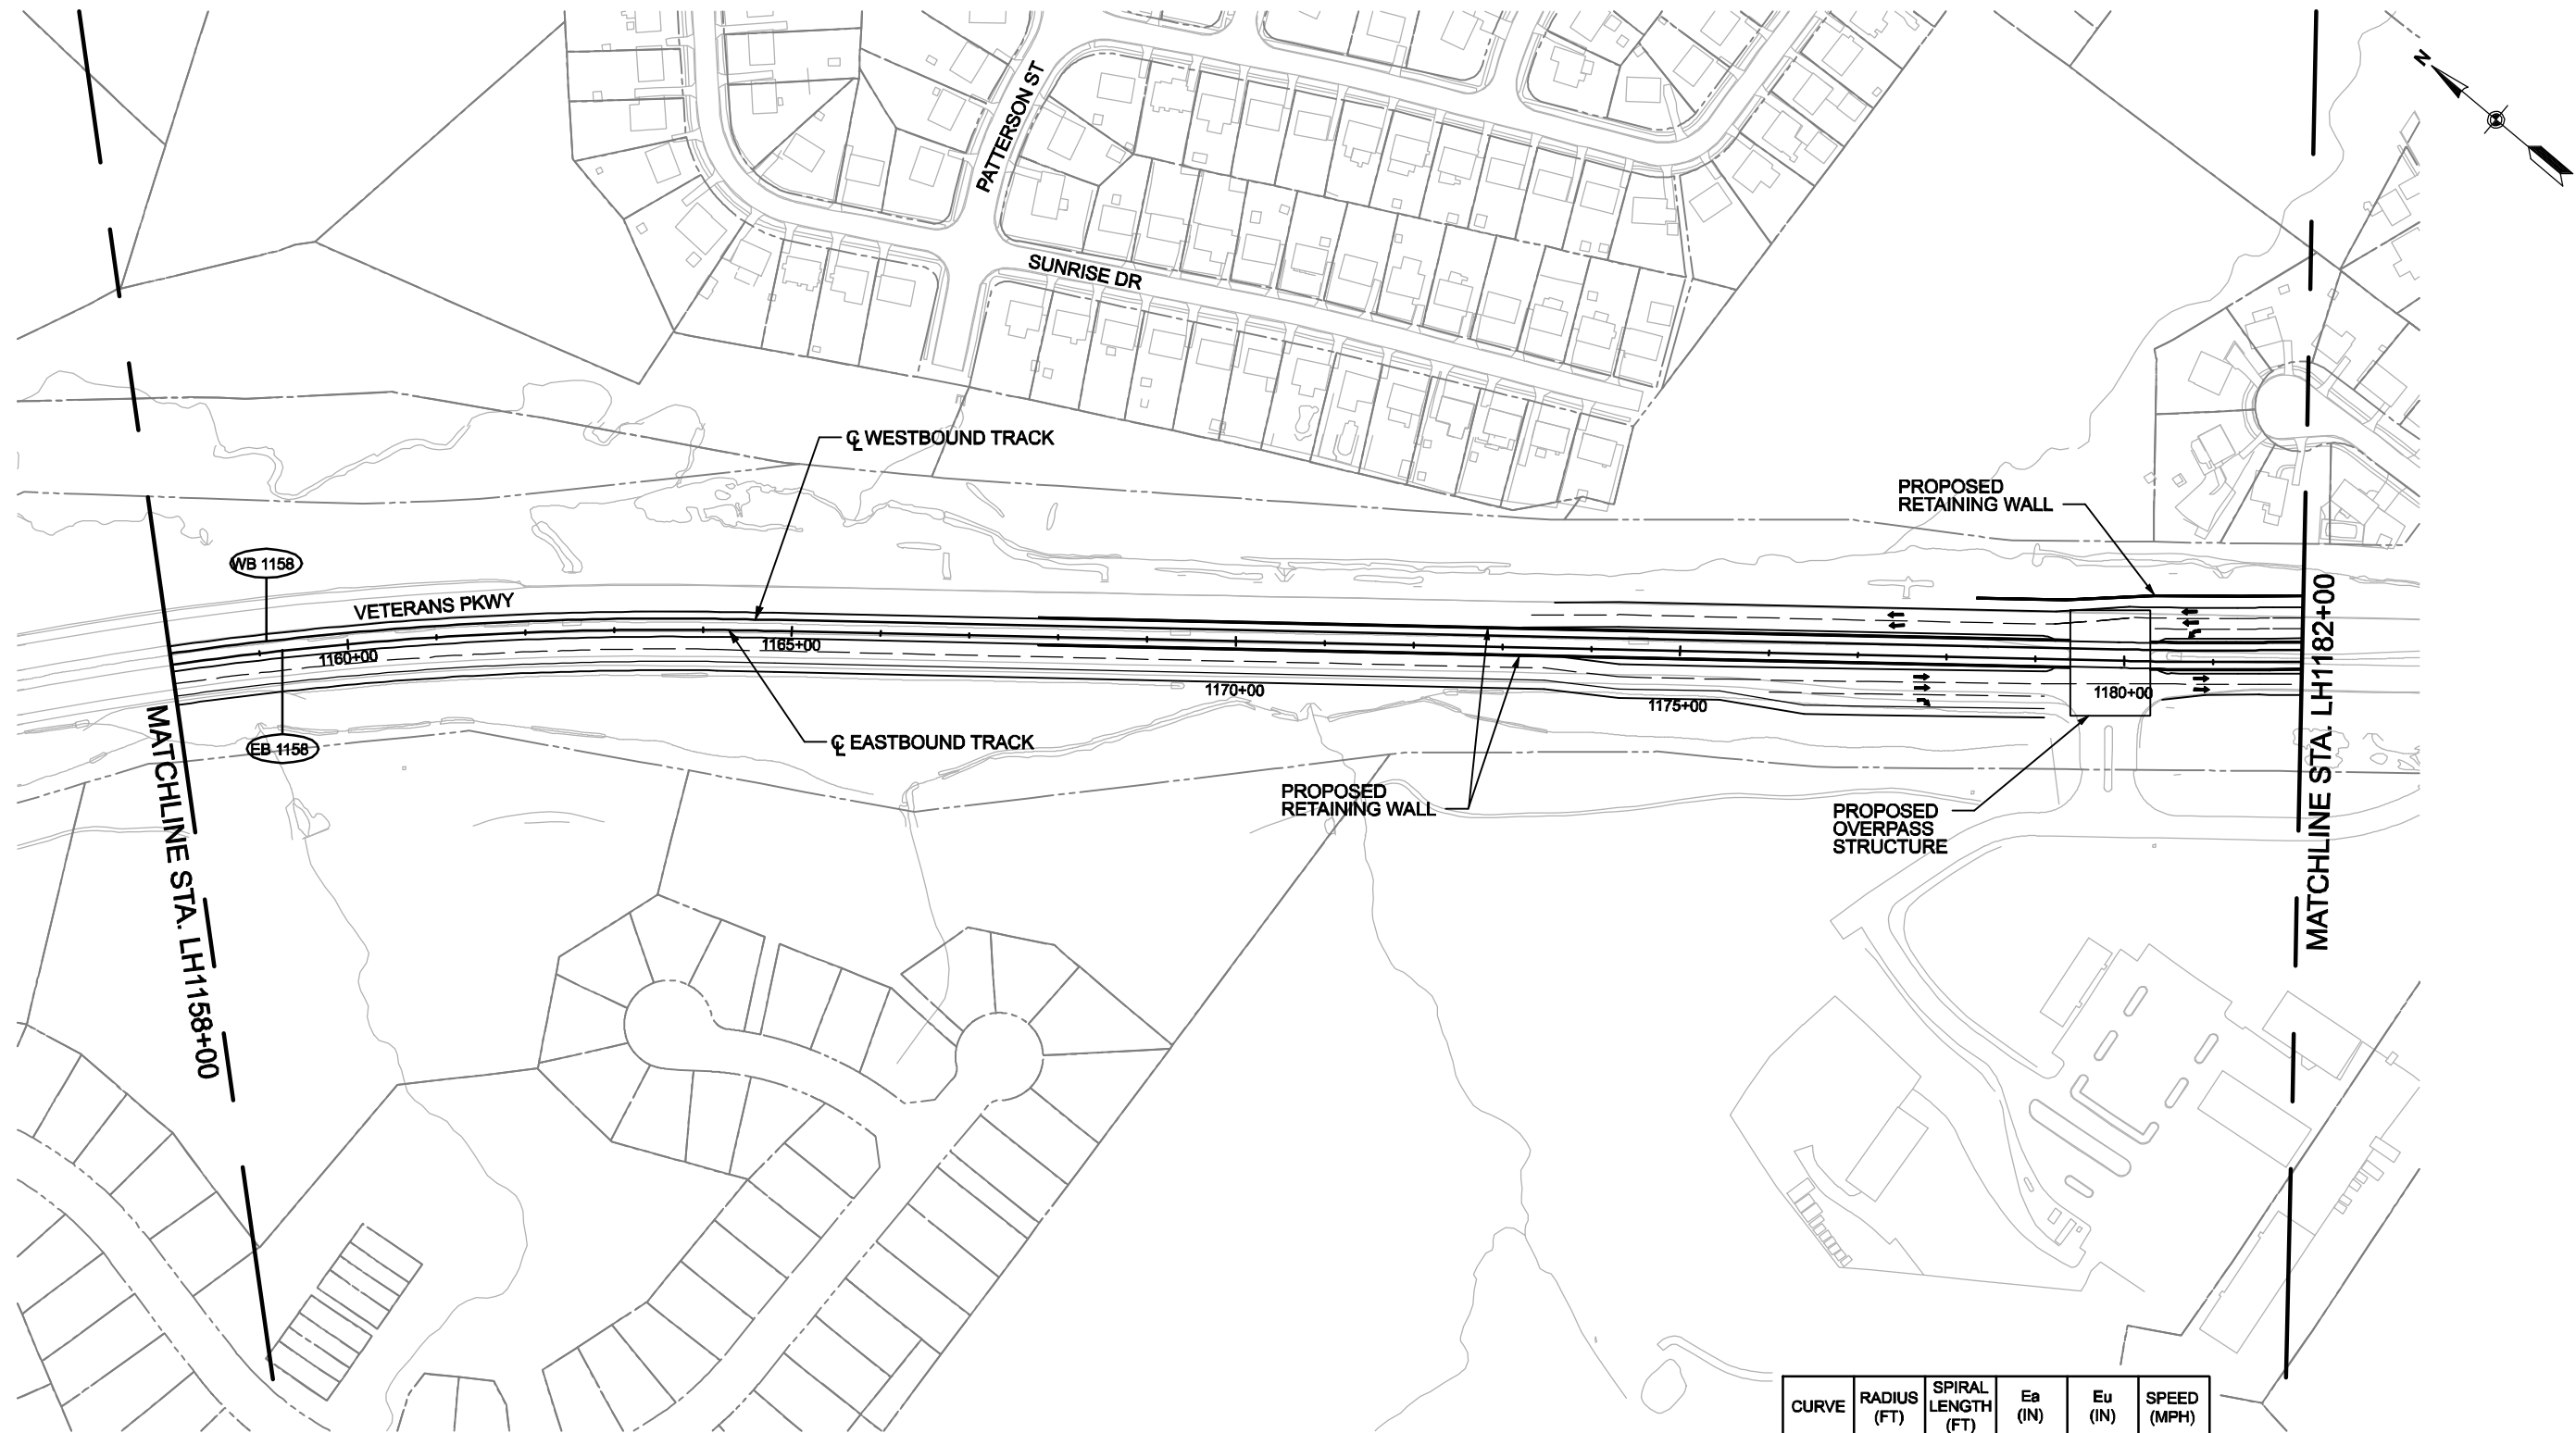 N
PATTERSON ST
SUNRISE DR
℄ WESTBOUND TRACK
PROPOSED
RETAINING WALL
WB 1158
VETERANS PKWY
1160+00
1165+00
1170+00
1175+00
1180+00
EB 1158
℄ EASTBOUND TRACK
PROPOSED
RETAINING WALL
PROPOSED
OVERPASS
STRUCTURE
MATCHLINE STA. LH1158+00
MATCHLINE STA. LH1182+00
CURVE RADIUS (FT) SPIRAL LENGTH (FT) Ea (IN) Eu (IN) SPEED (MPH)